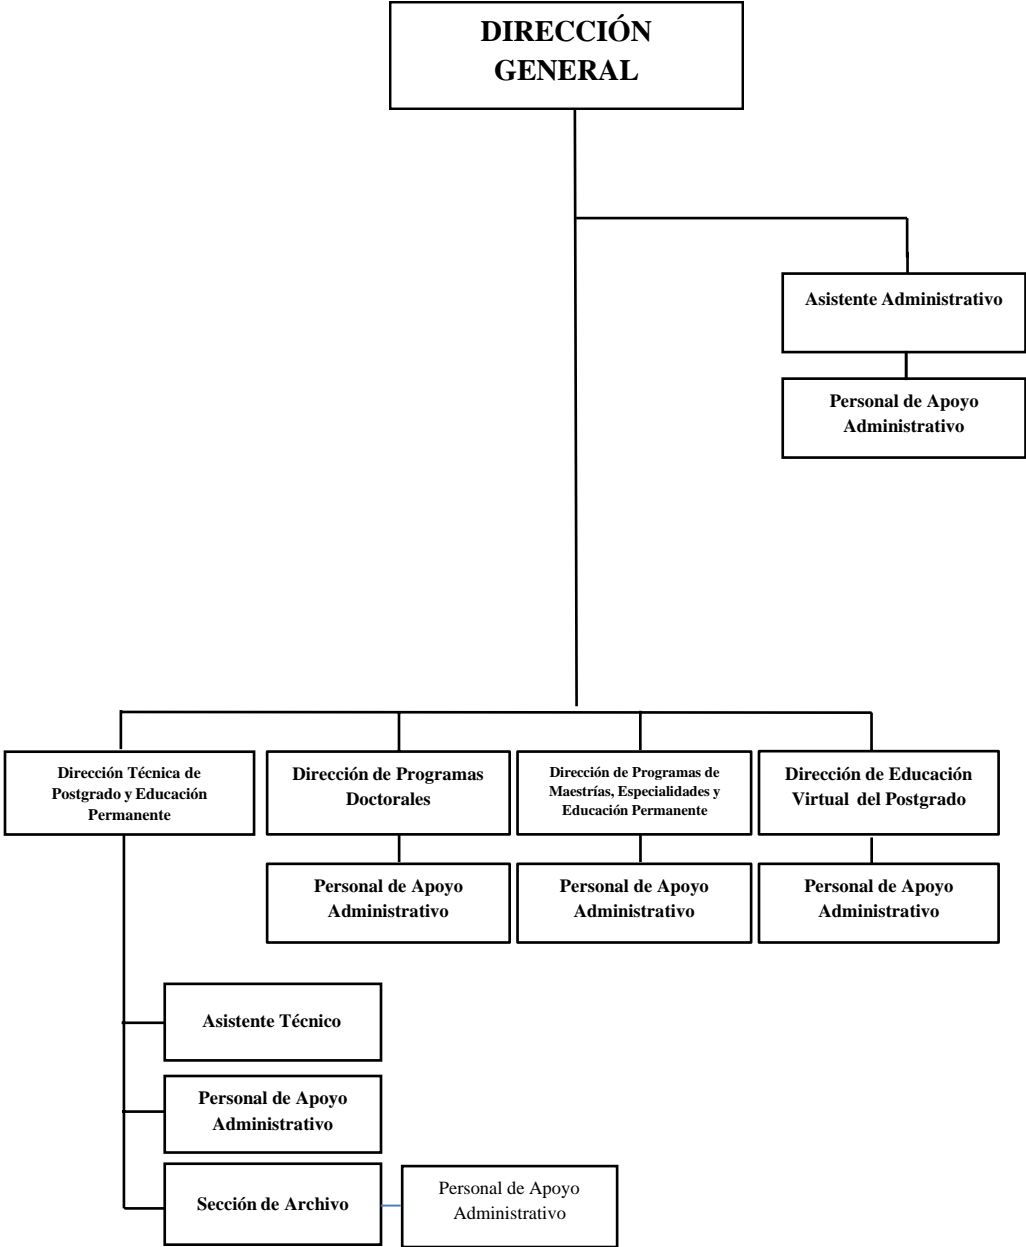 DIRECCIÓN
GENERAL
Asistente Administrativo
Personal de Apoyo
Administrativo
Dirección Técnica de
Postgrado y Educación
Permanente
Dirección de Programas
Doctorales
Dirección de Programas de
Maestrías, Especialidades y
Educación Permanente
Dirección de Educación
Virtual del Postgrado
Personal de Apoyo
Administrativo
Personal de Apoyo
Administrativo
Personal de Apoyo
Administrativo
Asistente Técnico
Personal de Apoyo
Administrativo
Sección de Archivo
Personal de Apoyo
Administrativo